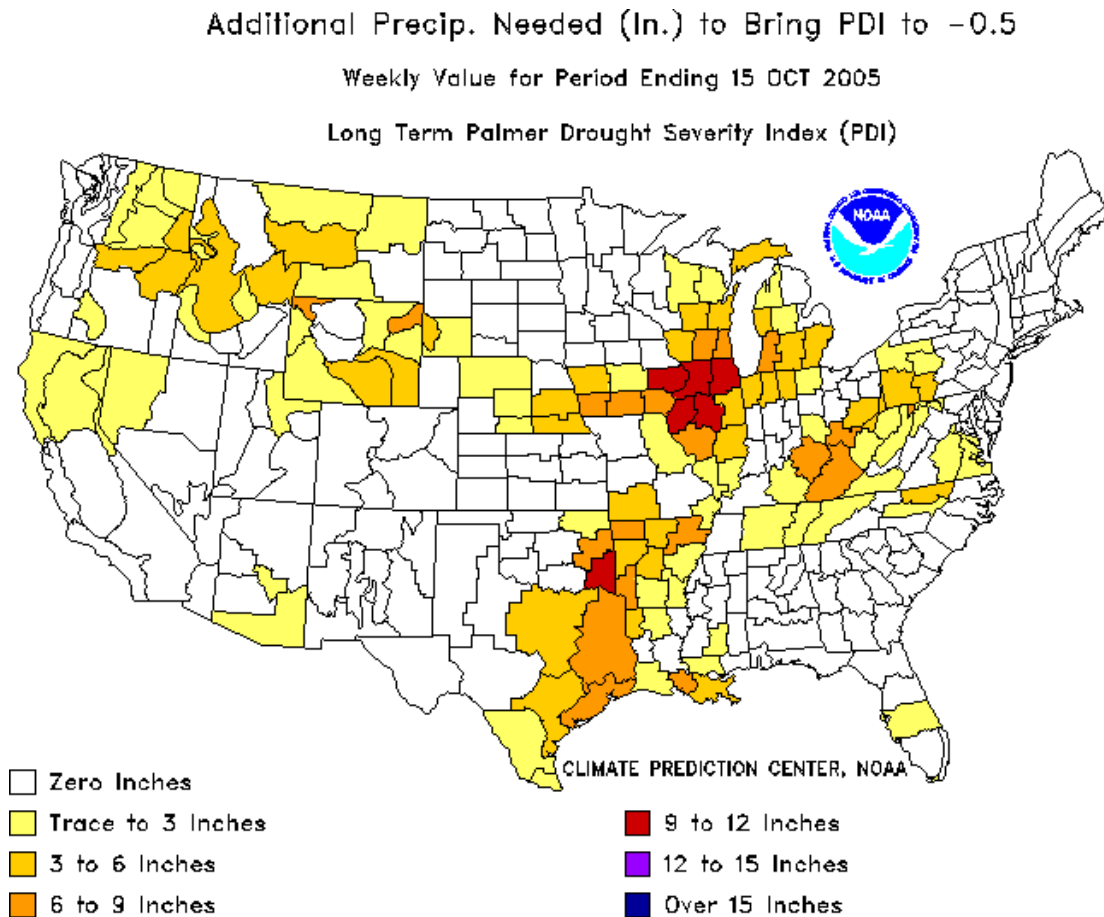 Additional Precip. Needed (In.) to Bring PDI to -0.5
Weekly Value for Period Ending 15 OCT 2005
Long Term Palmer Drought Severity Index (PDI)
NOAA
CLIMATE PREDICTION CENTER, NOAA
Zero Inches
Trace to 3 Inches
3 to 6 Inches
6 to 9 Inches
9 to 12 Inches
12 to 15 Inches
Over 15 Inches